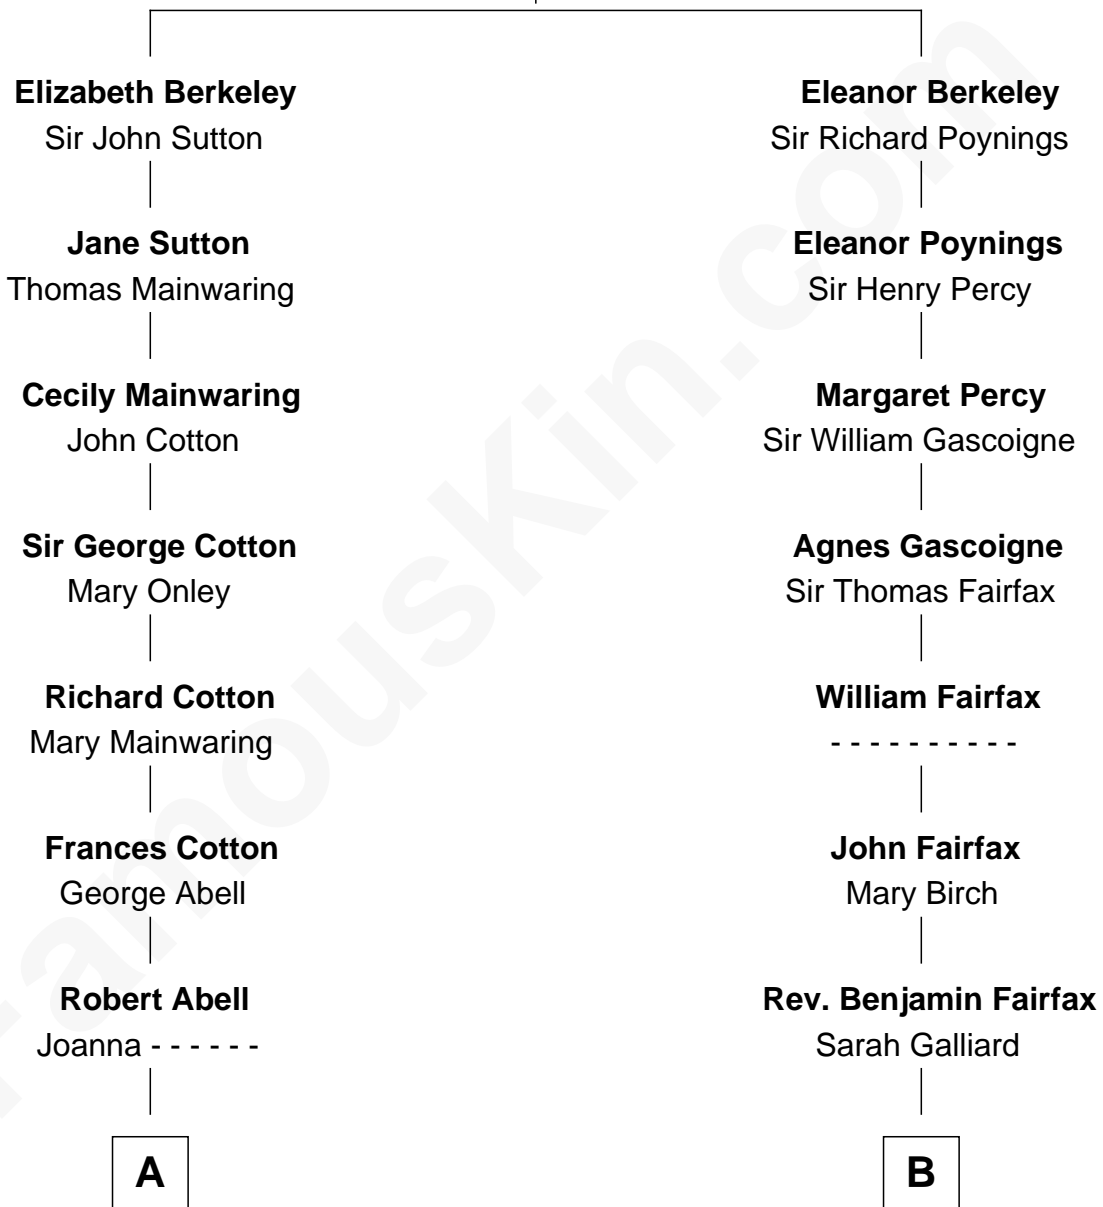 Elizabeth Berkeley
Sir John Sutton
Jane Sutton
Thomas Mainwaring
Cecily Mainwaring
John Cotton
Sir George Cotton
Mary Onley
Richard Cotton
Mary Mainwaring
Frances Cotton
George Abell
Robert Abell
Joanna - - - - - -
A
Eleanor Berkeley
Sir Richard Poynings
Eleanor Poynings
Sir Henry Percy
Margaret Percy
Sir William Gascoigne
Agnes Gascoigne
Sir Thomas Fairfax
William Fairfax
- - - - - - - - - -
John Fairfax
Mary Birch
Rev. Benjamin Fairfax
Sarah Galliard
B
FamousKin.com